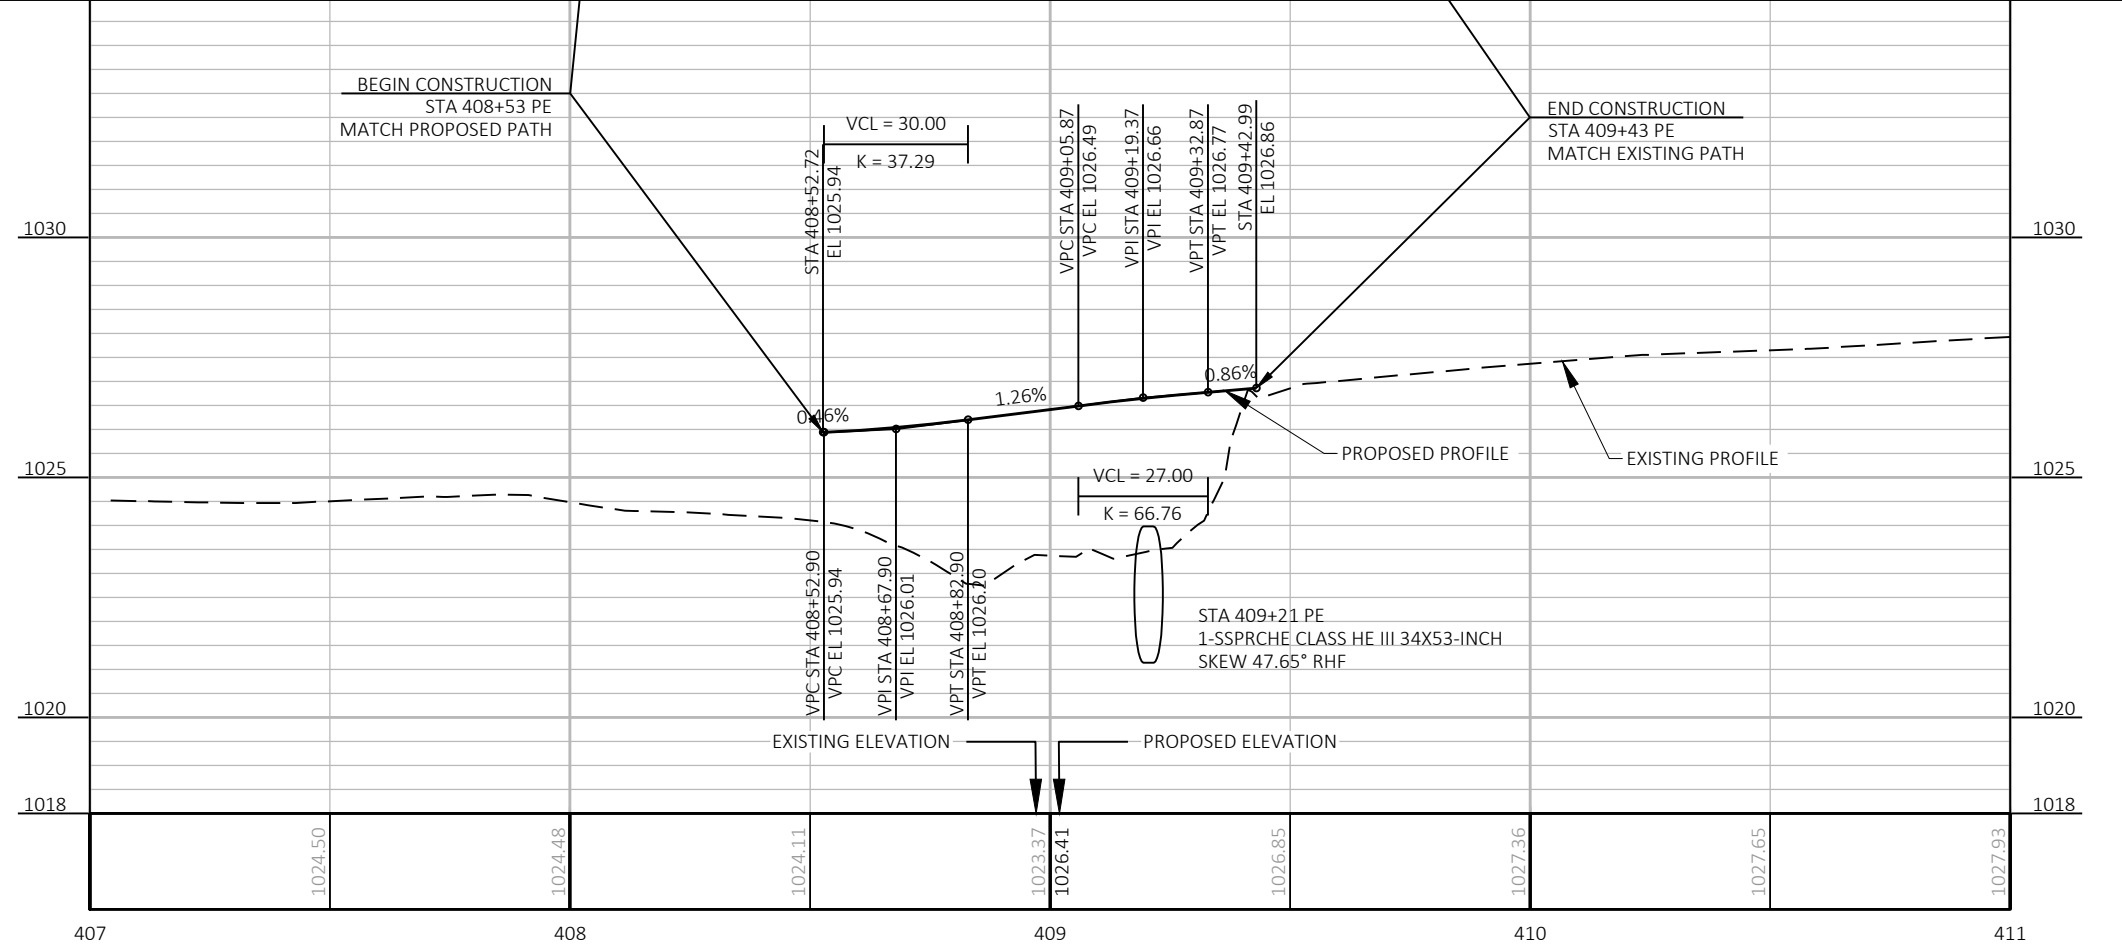 BEGIN CONSTRUCTION
STA 408+53 PE
MATCH PROPOSED PATH
END CONSTRUCTION
STA 409+43 PE
MATCH EXISTING PATH
VCL = 30.00
K = 37.29
STA 408+52.72
EL 1025.94
VPC STA 409+05.87
VPC EL 1026.49
VPI STA 409+19.37
VPI EL 1026.66
VPT STA 409+32.87
VPT EL 1026.77
STA 409+42.99
EL 1026.86
1030
1030
0.46%
1.26%
0.86%
PROPOSED PROFILE
EXISTING PROFILE
1025
1025
VCL = 27.00
K = 66.76
VPC STA 408+52.90
VPC EL 1025.94
VPI STA 408+67.90
VPI EL 1026.01
VPT STA 408+82.90
VPT EL 1026.20
STA 409+21 PE
1-SSPRCHE CLASS HE III 34X53-INCH
SKEW 47.65° RHF
1020
1020
EXISTING ELEVATION
PROPOSED ELEVATION
1018
1018
1024.50
1024.48
1024.11
1023.37
1026.41
1026.85
1027.36
1027.65
1027.93
407
408
409
410
411